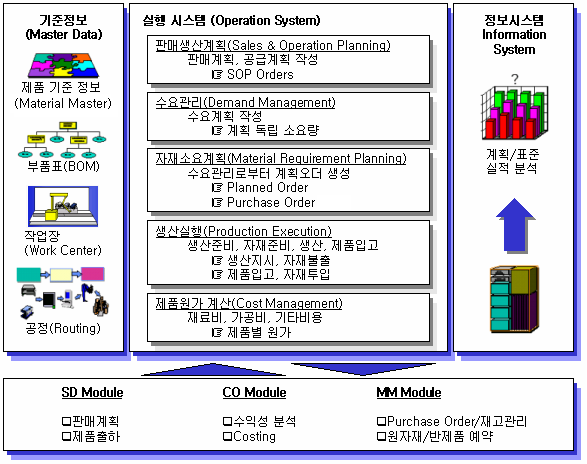 기준정보
(Master Data)
제품 기준 정보
(Material Master)
부품표(BOM)
작업장
(Work Center)
공정(Routing)
실행 시스템 (Operation System)
판매생산계획(Sales & Operation Planning)
판매계획, 공급계획 작성
☞ SOP Orders
수요관리(Demand Management)
수요계획 작성
☞ 계획 독립 소요량
자재소요계획(Material Requirement Planning)
수요관리로부터 계획오더 생성
☞ Planned Order
☞ Purchase Order
생산실행(Production Execution)
생산준비, 자재준비, 생산, 제품입고
☞ 생산지시, 자재불출
☞ 제품입고, 자재투입
제품원가 계산(Cost Management)
재료비, 가공비, 기타비용
☞ 제품별 원가
정보시스템
Information
System
?
계획/표준
실적 분석
SD Module
❑판매계획
❑제품출하
CO Module
❑수익성 분석
❑Costing
MM Module
❑Purchase Order/재고관리
❑원자재/반제품 예약